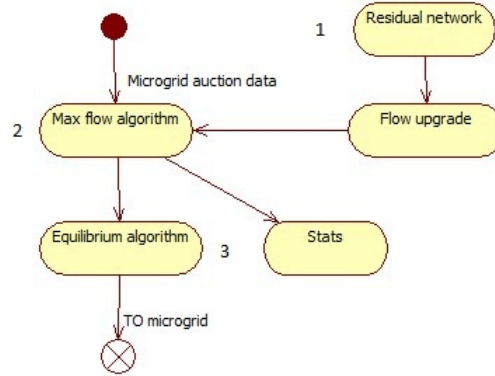 1
Residual network
Microgrid auction data
2
Max flow algorithm
Flow upgrade
Equilibrium algorithm
3
Stats
TO microgrid